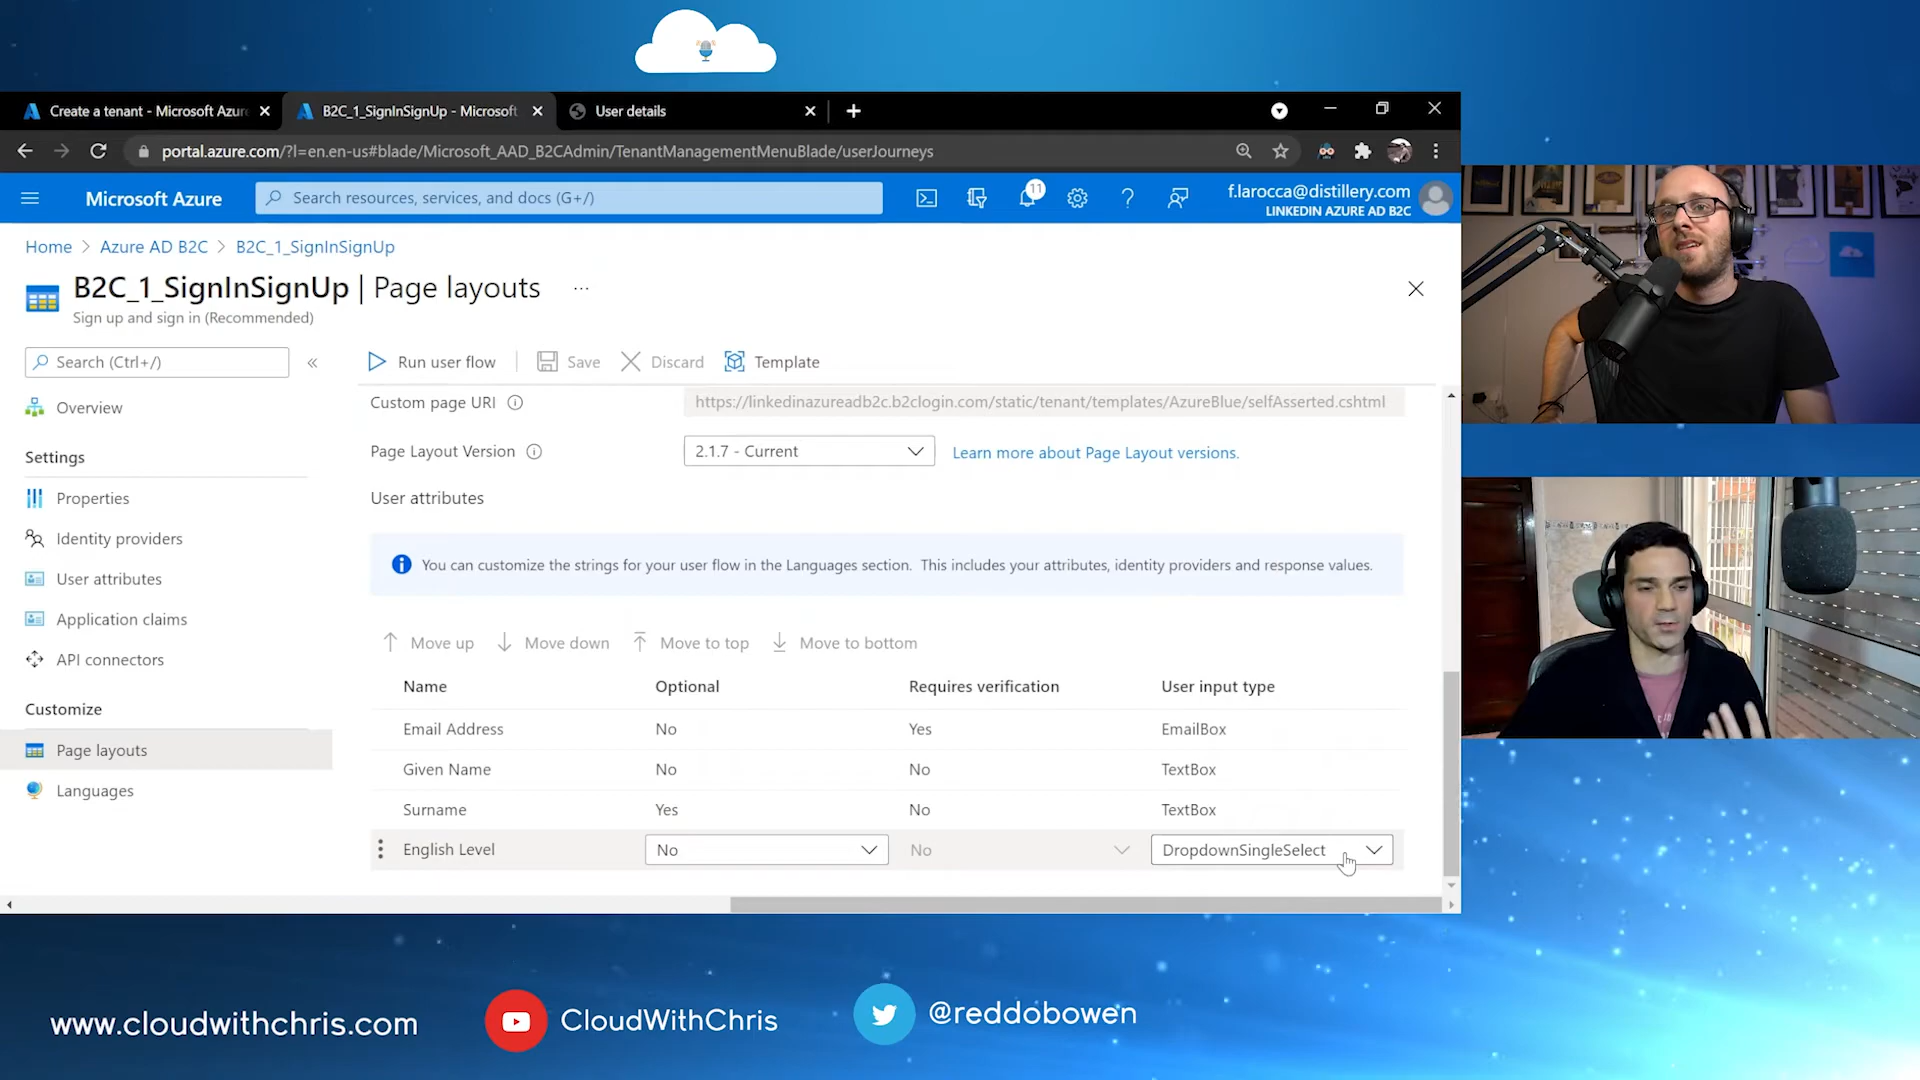 Create a tenant - Microsoft Azur
B2C_1_SignInSignUp - Microsoft
User details
portal.azure.com/?l=en.en-us#blade/Microsoft_AAD_B2CAdmin/TenantManagementMenuBlade/userJourneys
Microsoft Azure
Search resources, services, and docs (G+/)
11
f.larocca@distillery.com
LINKEDIN AZURE AD B2C
Home > Azure AD B2C > B2C_1_SignInSignUp
B2C_1_SignInSignUp | Page layouts ...
Sign up and sign in (Recommended)
Search (Ctrl+/)
«
Overview
Settings
Properties
Identity providers
User attributes
Application claims
API connectors
Customize
Page layouts
Languages
Run user flow
Save
Discard
Template
Custom page URI
https://linkedinazureadb2c.b2clogin.com/static/tenant/templates/AzureBlue/selfAsserted.cshtml
Page Layout Version
2.1.7 - Current
Learn more about Page Layout versions.
User attributes
You can customize the strings for your user flow in the Languages section. This includes your attributes, identity providers and response values.
Move up
Move down
Move to top
Move to bottom
Name Optional Requires verification User input type
Email Address No Yes EmailBox
Given Name No No TextBox
Surname Yes No TextBox
English Level No No DropdownSingleSelect
www.cloudwithchris.com
CloudWithChris
@reddobowen